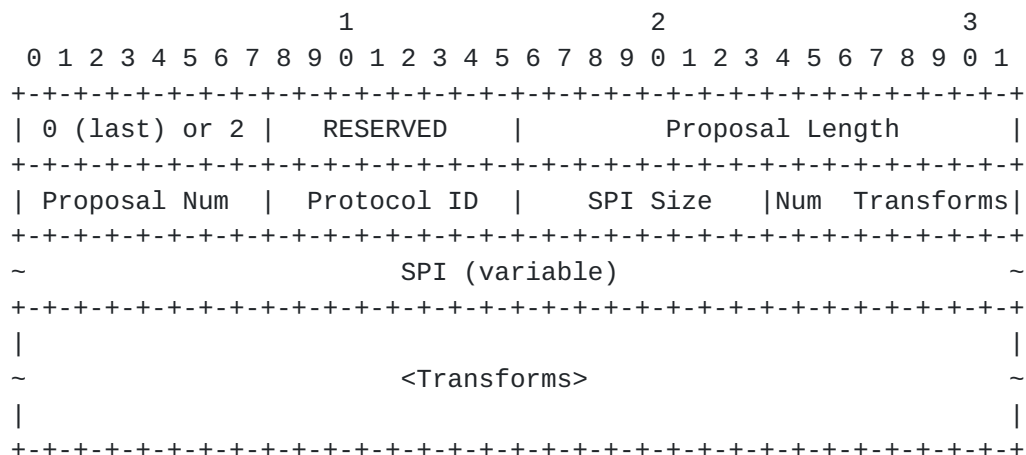 1                   2                   3
 0 1 2 3 4 5 6 7 8 9 0 1 2 3 4 5 6 7 8 9 0 1 2 3 4 5 6 7 8 9 0 1
+-+-+-+-+-+-+-+-+-+-+-+-+-+-+-+-+-+-+-+-+-+-+-+-+-+-+-+-+-+-+-+-+
| 0 (last) or 2 |   RESERVED    |         Proposal Length       |
+-+-+-+-+-+-+-+-+-+-+-+-+-+-+-+-+-+-+-+-+-+-+-+-+-+-+-+-+-+-+-+-+
| Proposal Num  |  Protocol ID  |    SPI Size   |Num  Transforms|
+-+-+-+-+-+-+-+-+-+-+-+-+-+-+-+-+-+-+-+-+-+-+-+-+-+-+-+-+-+-+-+-+
~                        SPI (variable)                         ~
+-+-+-+-+-+-+-+-+-+-+-+-+-+-+-+-+-+-+-+-+-+-+-+-+-+-+-+-+-+-+-+-+
|                                                               |
~                        <Transforms>                           ~
|                                                               |
+-+-+-+-+-+-+-+-+-+-+-+-+-+-+-+-+-+-+-+-+-+-+-+-+-+-+-+-+-+-+-+-+